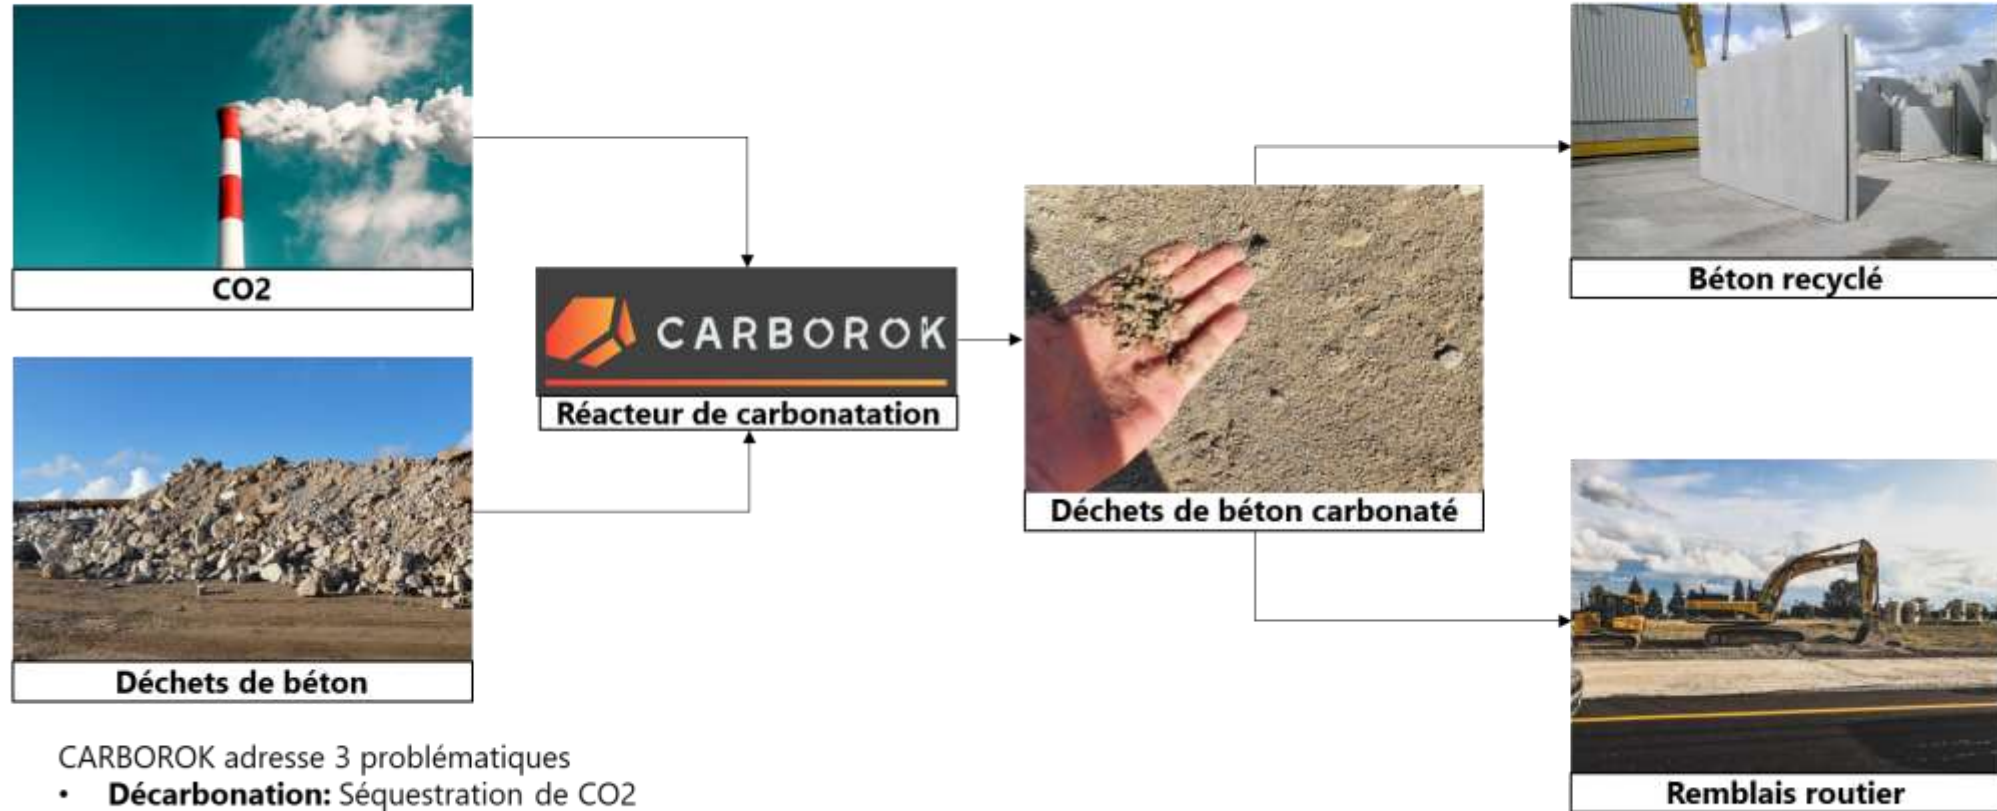 CO2
Déchets de béton
CARBOROK
Réacteur de carbonatation
Déchets de béton carbonaté
Béton recyclé
Remblais routier
CARBOROK adresse 3 problématiques
• Décarbonation: Séquestration de CO2